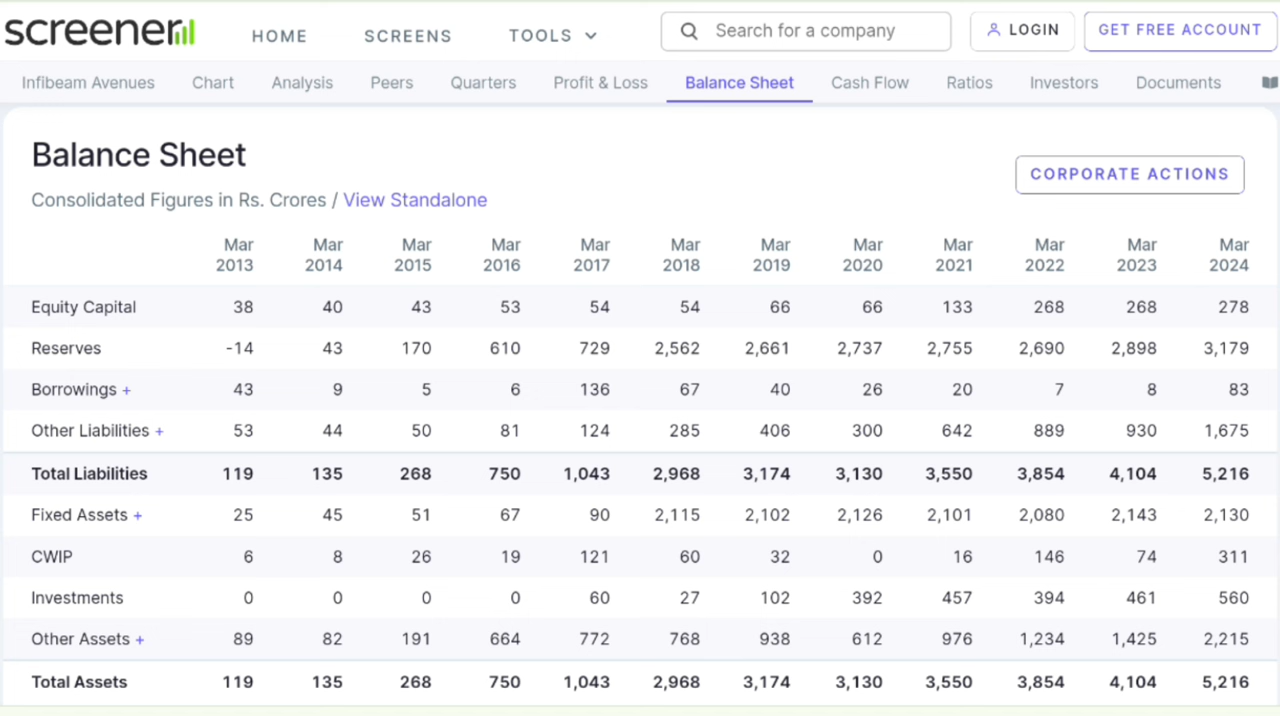 screener
HOME SCREENS TOOLS
Search for a company
LOGIN
GET FREE ACCOUNT
Infibeam Avenues Chart Analysis Peers Quarters Profit & Loss Balance Sheet Cash Flow Ratios Investors Documents
Balance Sheet
CORPORATE ACTIONS
Consolidated Figures in Rs. Crores / View Standalone
Mar 2013 Mar 2014 Mar 2015 Mar 2016 Mar 2017 Mar 2018 Mar 2019 Mar 2020 Mar 2021 Mar 2022 Mar 2023 Mar 2024
Equity Capital 38 40 43 53 54 54 66 66 133 268 268 278
Reserves -14 43 170 610 729 2,562 2,661 2,737 2,755 2,690 2,898 3,179
Borrowings + 43 9 5 6 136 67 40 26 20 7 8 83
Other Liabilities + 53 44 50 81 124 285 406 300 642 889 930 1,675
Total Liabilities 119 135 268 750 1,043 2,968 3,174 3,130 3,550 3,854 4,104 5,216
Fixed Assets + 25 45 51 67 90 2,115 2,102 2,126 2,101 2,080 2,143 2,130
CWIP 6 8 26 19 121 60 32 0 16 146 74 311
Investments 0 0 0 0 60 27 102 392 457 394 461 560
Other Assets + 89 82 191 664 772 768 938 612 976 1,234 1,425 2,215
Total Assets 119 135 268 750 1,043 2,968 3,174 3,130 3,550 3,854 4,104 5,216